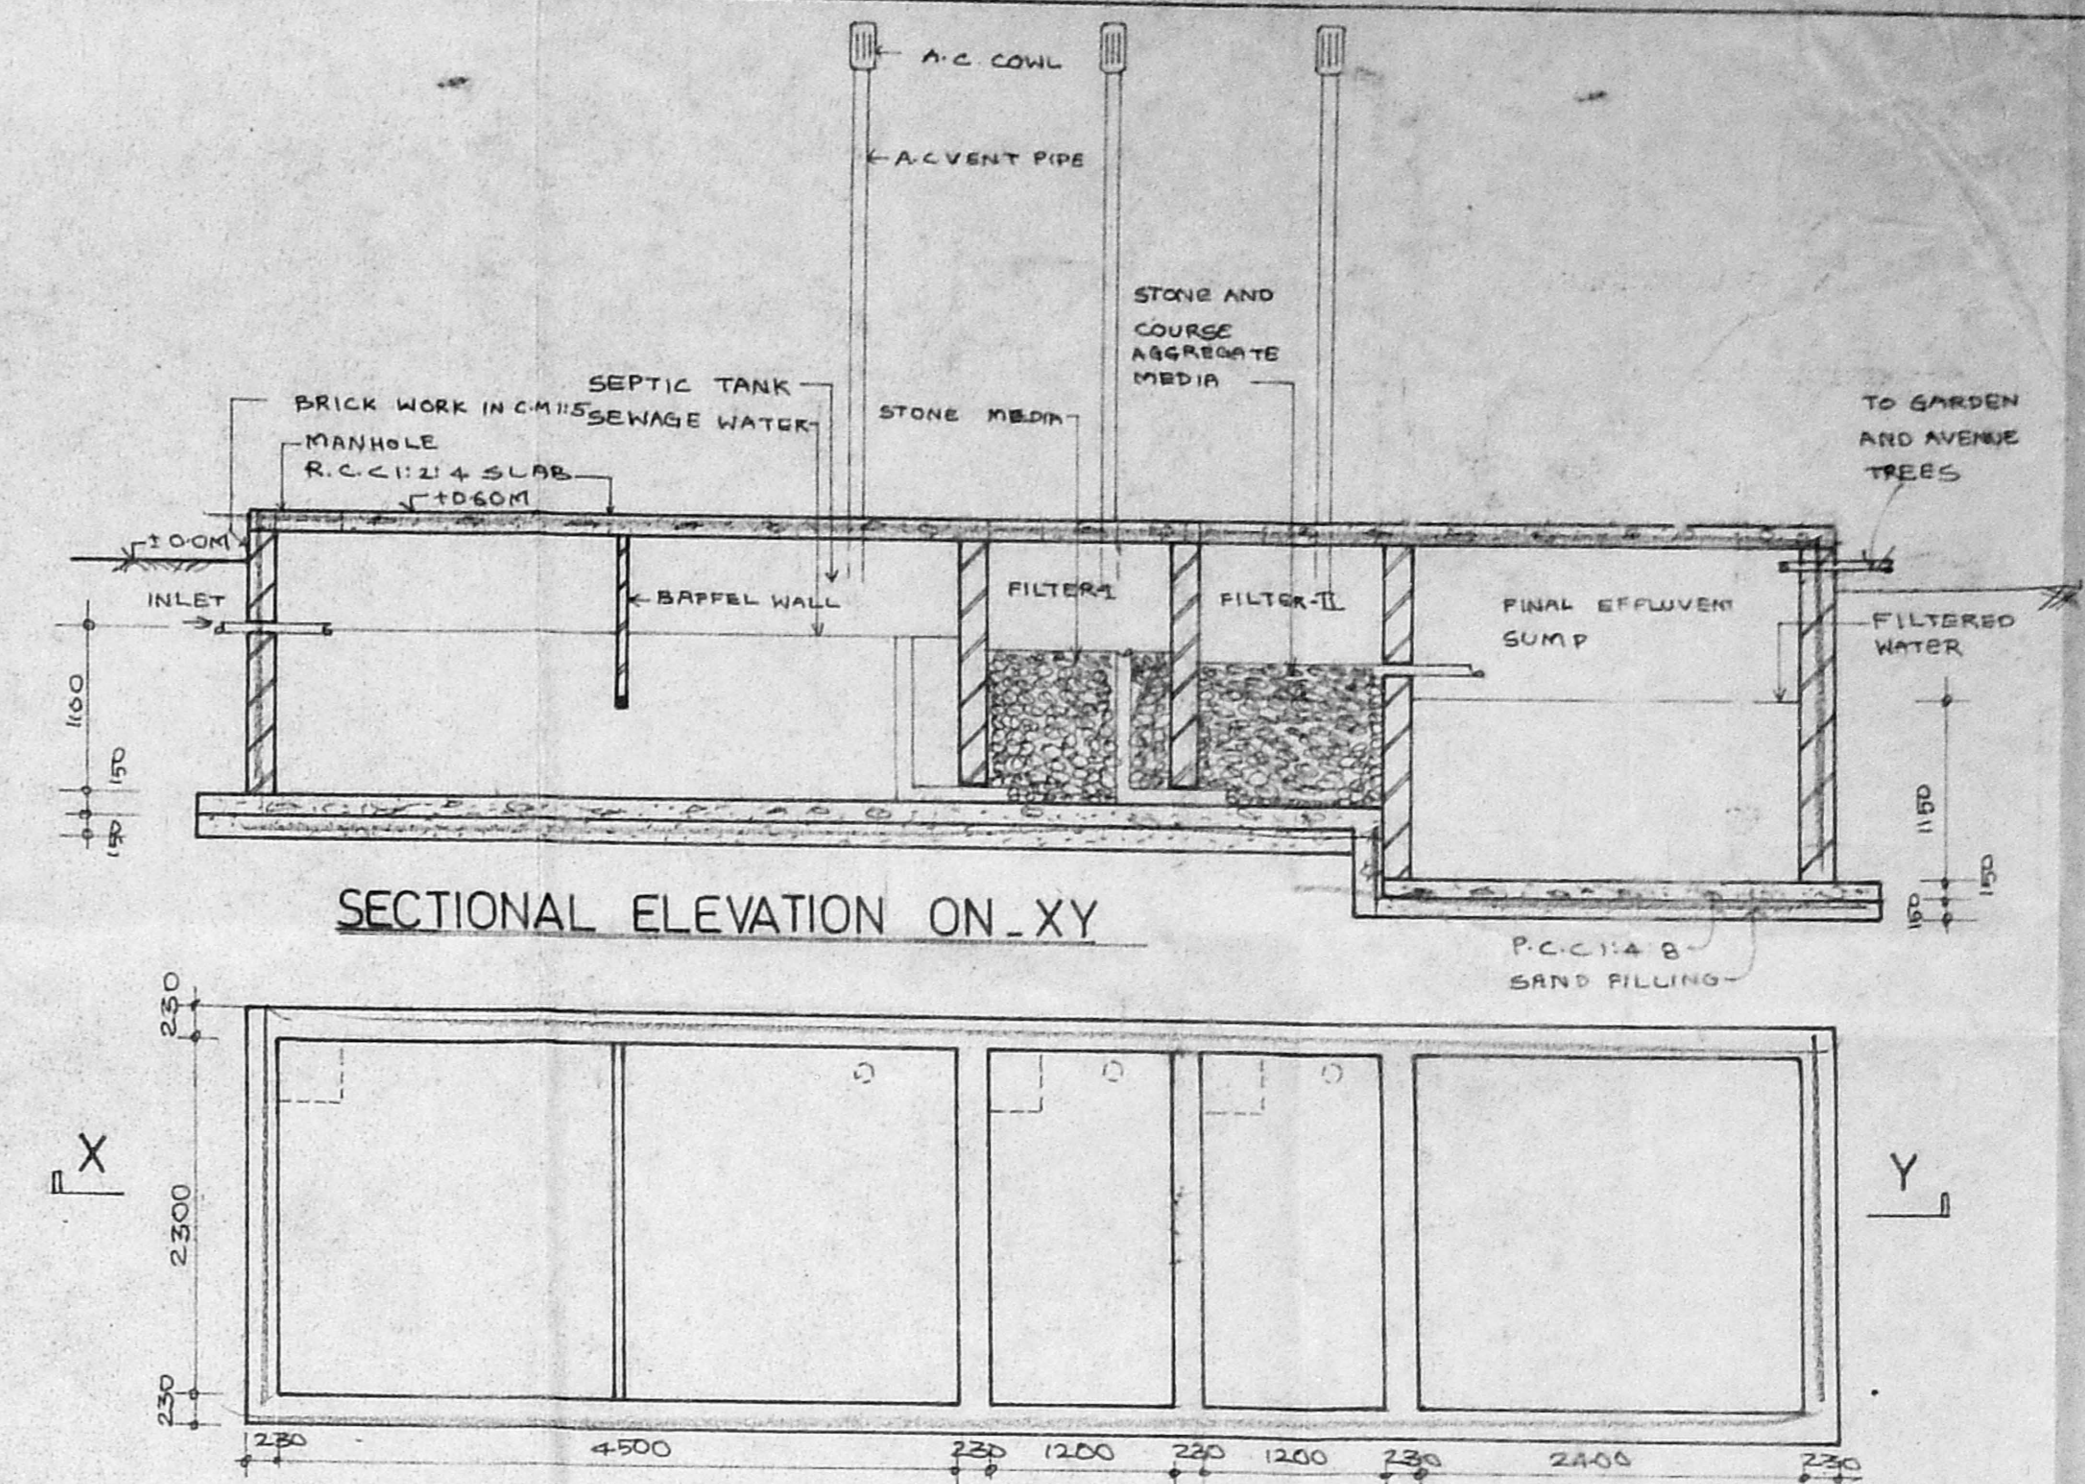 A.C COWL
A.C VENT PIPE
STONE AND
COURSE
AGGREGATE
MEDIA
SEPTIC TANK
BRICK WORK IN C.M 1:5
SEWAGE WATER
STONE MEDIA
MANHOLE
R.C.C 1:2:4 SLAB
+0.60M
TO GARDEN
AND AVENUE
TREES
±0.0M
INLET
BAFFEL WALL
FILTER-I
FILTER-II
FINAL EFFLUVENT
SUMP
FILTERED
WATER
1100
150
150
1150
150
150
SECTIONAL ELEVATION ON_XY
P.C.C 1:4:8
SAND FILLING
230
2300
230
X
Y
230
4500
230
1200
230
1200
230
2400
230